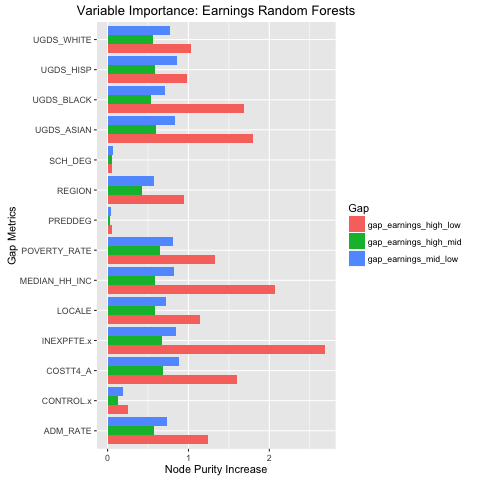 Variable Importance: Earnings Random Forests
Gap Metrics
UGDS_WHITE
UGDS_HISP
UGDS_BLACK
UGDS_ASIAN
SCH_DEG
REGION
PREDDEG
POVERTY_RATE
MEDIAN_HH_INC
LOCALE
INEXPFTE.x
COSTT4_A
CONTROL.x
ADM_RATE
0 1 2
Node Purity Increase
Gap
gap_earnings_high_low
gap_earnings_high_mid
gap_earnings_mid_low